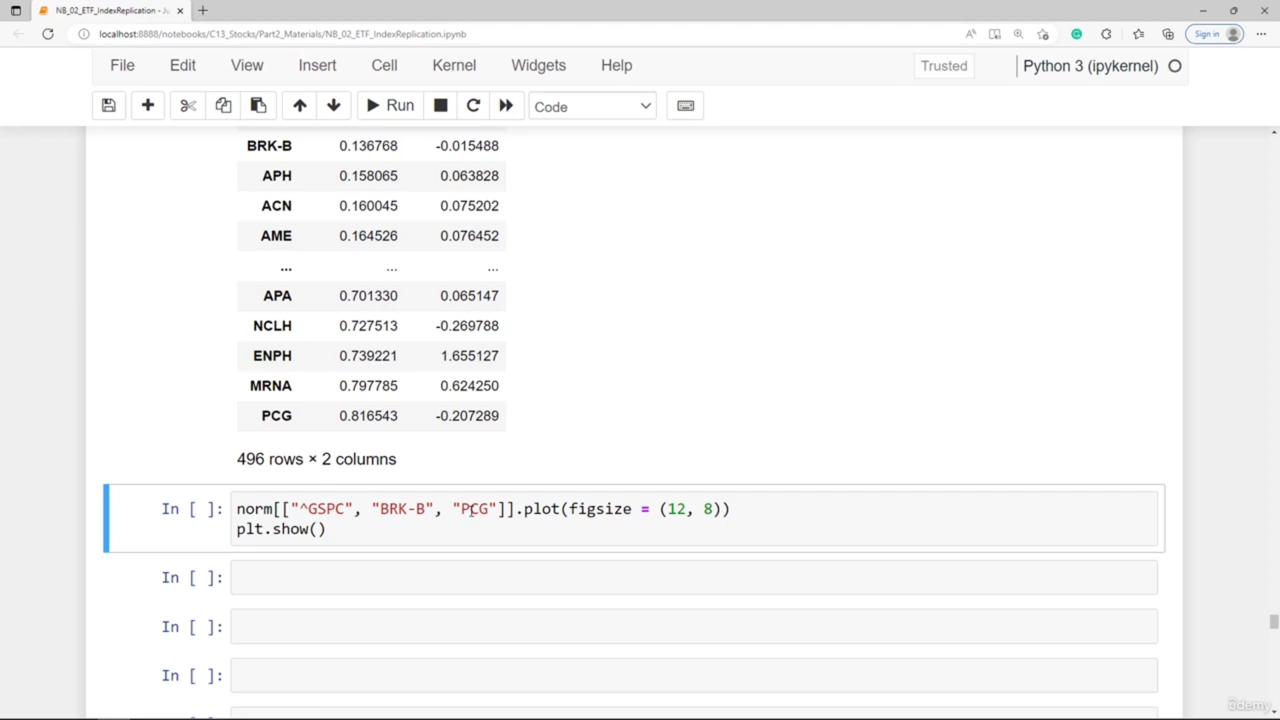 NB_02_ETF_IndexReplication - Ju
localhost:8888/notebooks/C13_Stocks/Part2_Materials/NB_02_ETF_IndexReplication.ipynb
Sign in
File Edit View Insert Cell Kernel Widgets Help
Trusted
Python 3 (ipykernel)
Run
Code
BRK-B 0.136768 -0.015488
APH 0.158065 0.063828
ACN 0.160045 0.075202
AME 0.164526 0.076452
... ... ...
APA 0.701330 0.065147
NCLH 0.727513 -0.269788
ENPH 0.739221 1.655127
MRNA 0.797785 0.624250
PCG 0.816543 -0.207289
496 rows × 2 columns
In [ ]: norm[["^GSPC", "BRK-B", "PCG"]].plot(figsize = (12, 8))
plt.show()
In [ ]:
In [ ]:
In [ ]:
ûdemy